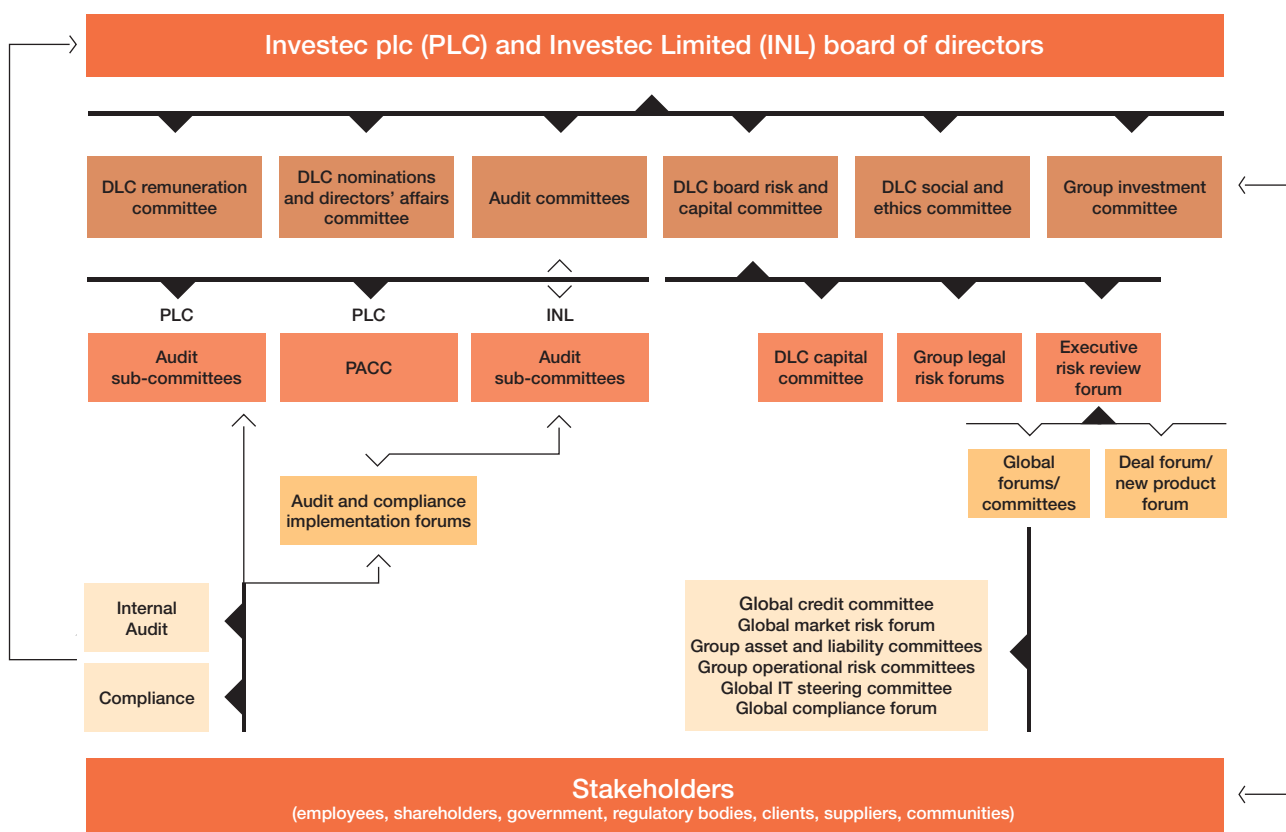 Investec plc (PLC) and Investec Limited (INL) board of directors
DLC remuneration
committee
DLC nominations
and directors’ affairs
committee
Audit committees
DLC board risk and
capital committee
DLC social and
ethics committee
Group investment
committee
PLC
PLC
INL
Audit
sub-committees
PACC
Audit
sub-committees
DLC capital
committee
Group legal
risk forums
Executive
risk review
forum
Global
forums/
committees
Deal forum/
new product
forum
Audit and compliance
implementation forums
Internal
Audit
Compliance
Global credit committee
Global market risk forum
Group asset and liability committees
Group operational risk committees
Global IT steering committee
Global compliance forum
Stakeholders
(employees, shareholders, government, regulatory bodies, clients, suppliers, communities)